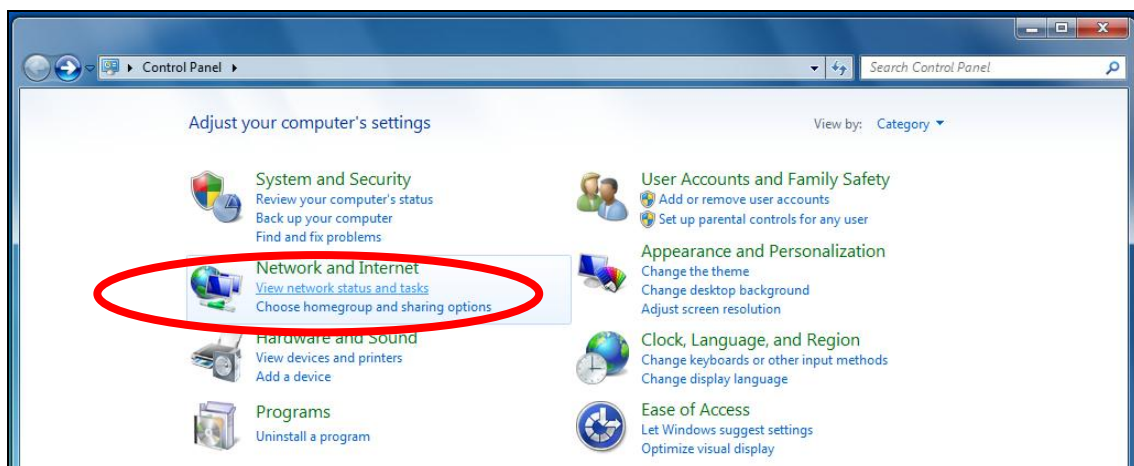 Control Panel
Search Control Panel
Adjust your computer's settings
View by: Category
System and Security
Review your computer's status
Back up your computer
Find and fix problems
Network and Internet
View network status and tasks
Choose homegroup and sharing options
Hardware and Sound
View devices and printers
Add a device
Programs
Uninstall a program
User Accounts and Family Safety
Add or remove user accounts
Set up parental controls for any user
Appearance and Personalization
Change the theme
Change desktop background
Adjust screen resolution
Clock, Language, and Region
Change keyboards or other input methods
Change display language
Ease of Access
Let Windows suggest settings
Optimize visual display